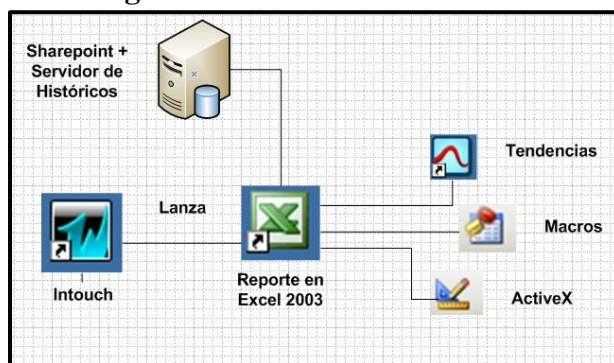 Sharepoint +
Servidor de
Históricos
Tendencias
Lanza
Macros
Intouch
Reporte en
Excel 2003
ActiveX